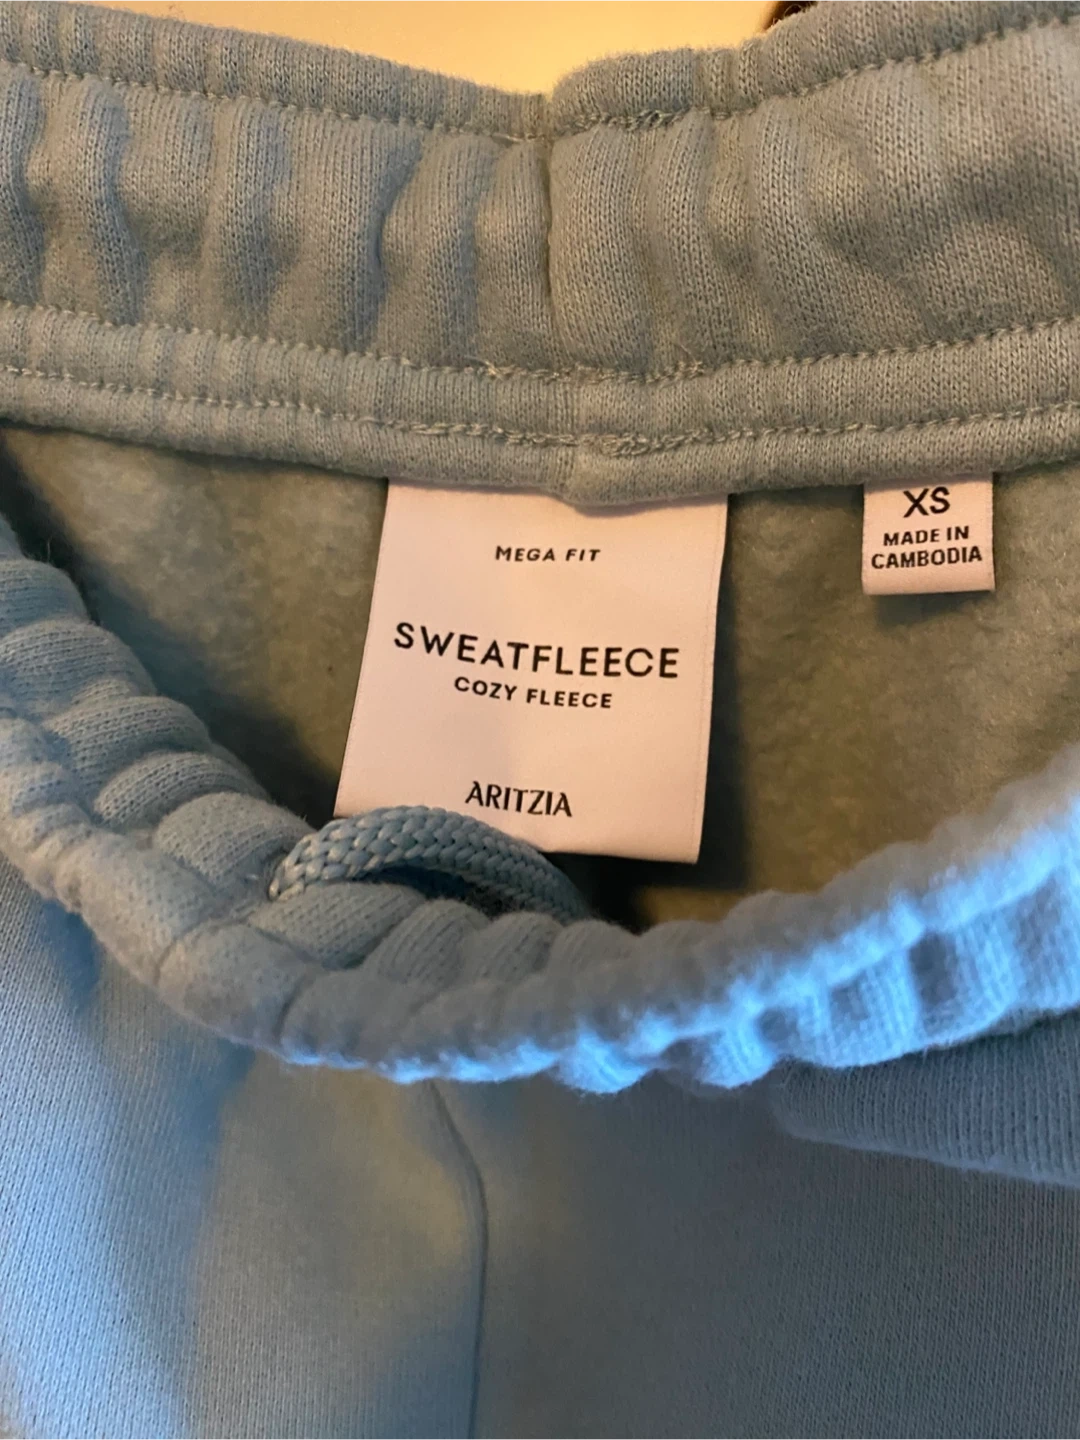 MEGA FIT
SWEATFLEECE
COZY FLEECE
ARITZIA
XS
MADE IN
CAMBODIA